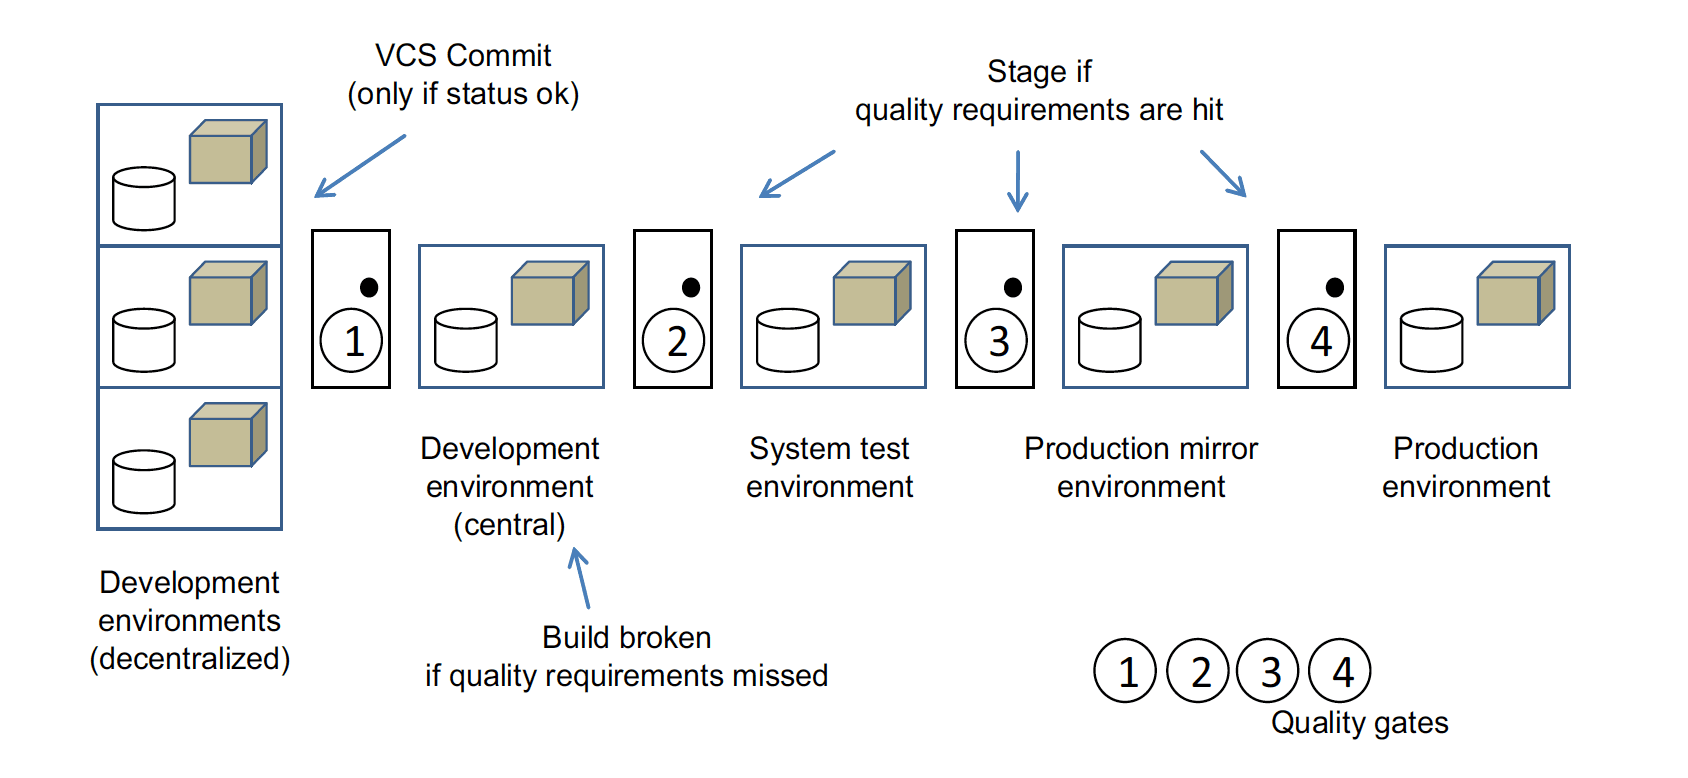 VCS Commit
(only if status ok)
Stage if
quality requirements are hit
1
2
3
4
Development
environment
(central)
System test
environment
Production mirror
environment
Production
environment
Development
environments
(decentralized)
Build broken
if quality requirements missed
1 2 3 4
Quality gates